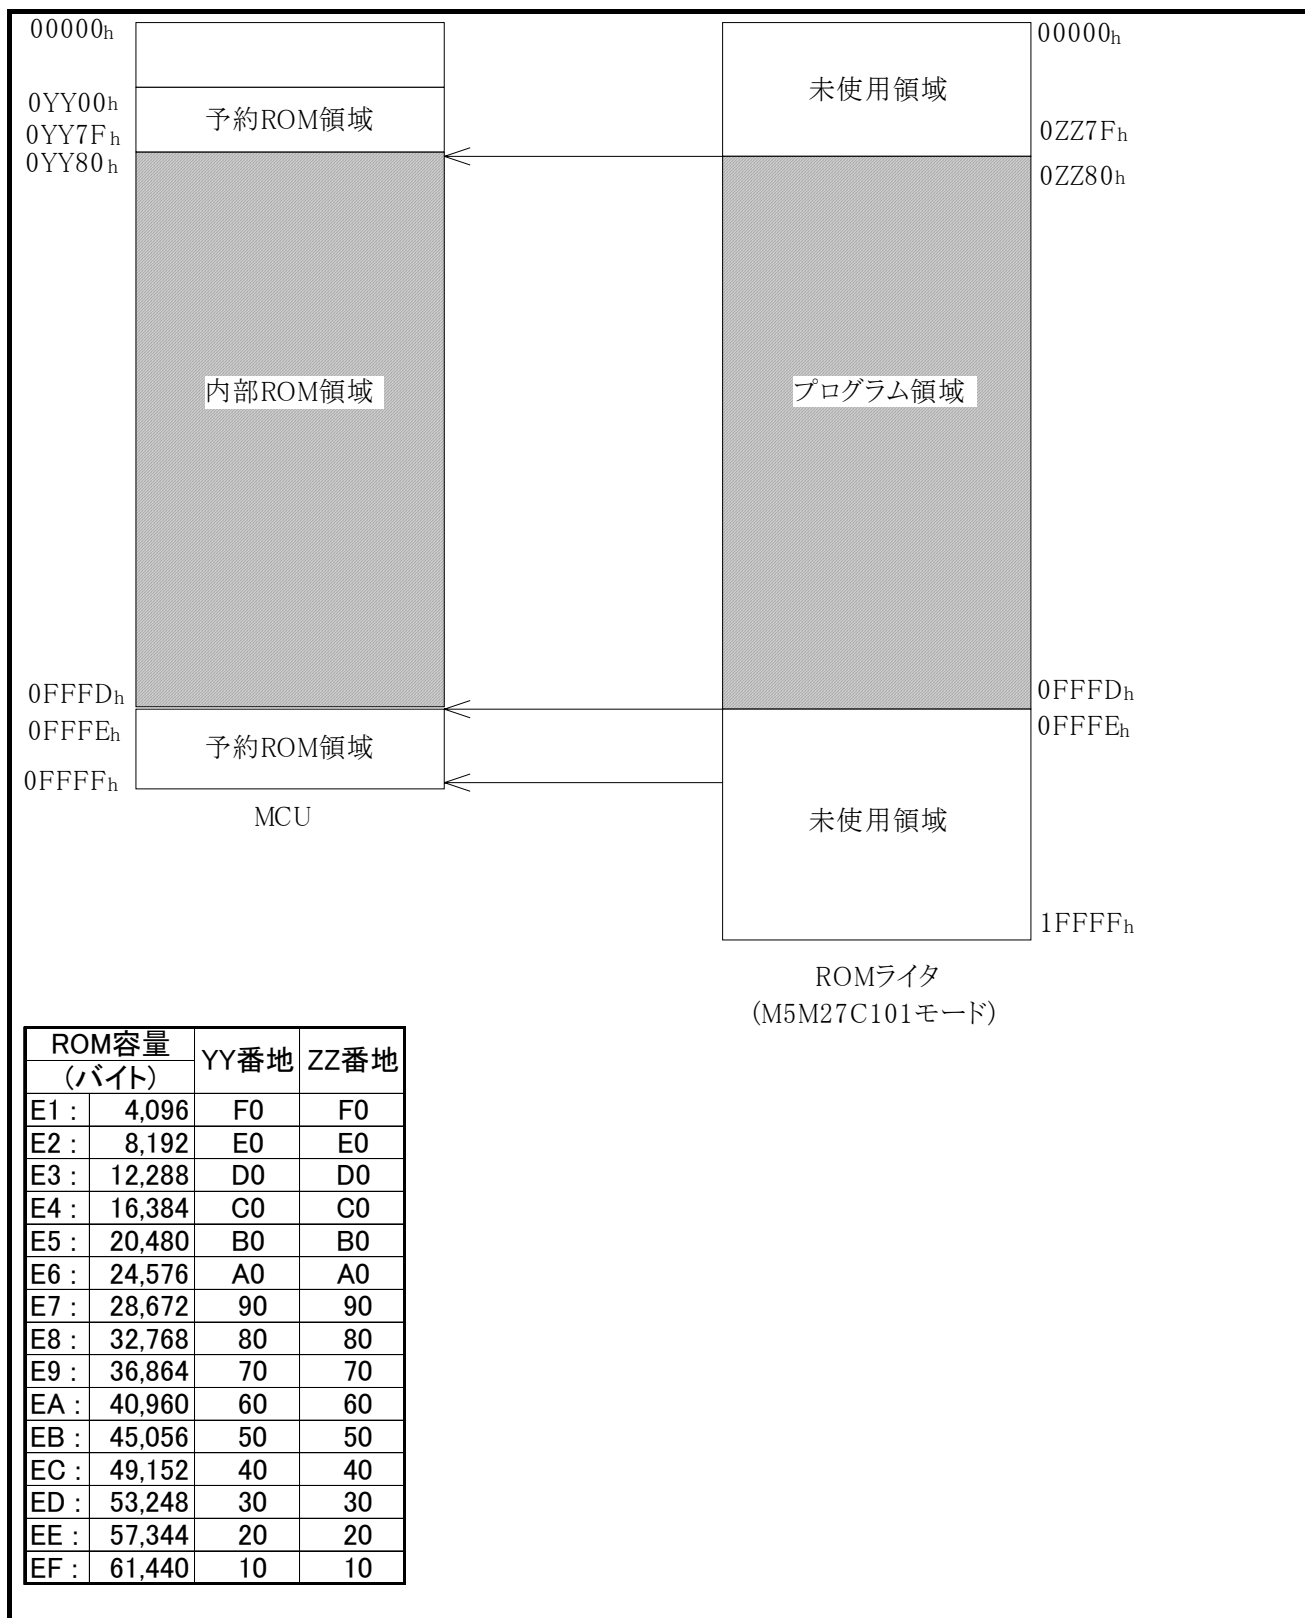 00000h
0YY00h
0YY7Fh
0YY80h
0FFFDh
0FFFEh
0FFFFh
予約ROM領域
内部ROM領域
予約ROM領域
MCU
未使用領域
プログラム領域
未使用領域
00000h
0ZZ7Fh
0ZZ80h
0FFFDh
0FFFEh
1FFFFh
ROMライタ
(M5M27C101モード)
ROM容量 YY番地 ZZ番地
(バイト)
E1: 4,096 F0 F0
E2: 8,192 E0 E0
E3: 12,288 D0 D0
E4: 16,384 C0 C0
E5: 20,480 B0 B0
E6: 24,576 A0 A0
E7: 28,672 90 90
E8: 32,768 80 80
E9: 36,864 70 70
EA: 40,960 60 60
EB: 45,056 50 50
EC: 49,152 40 40
ED: 53,248 30 30
EE: 57,344 20 20
EF: 61,440 10 10